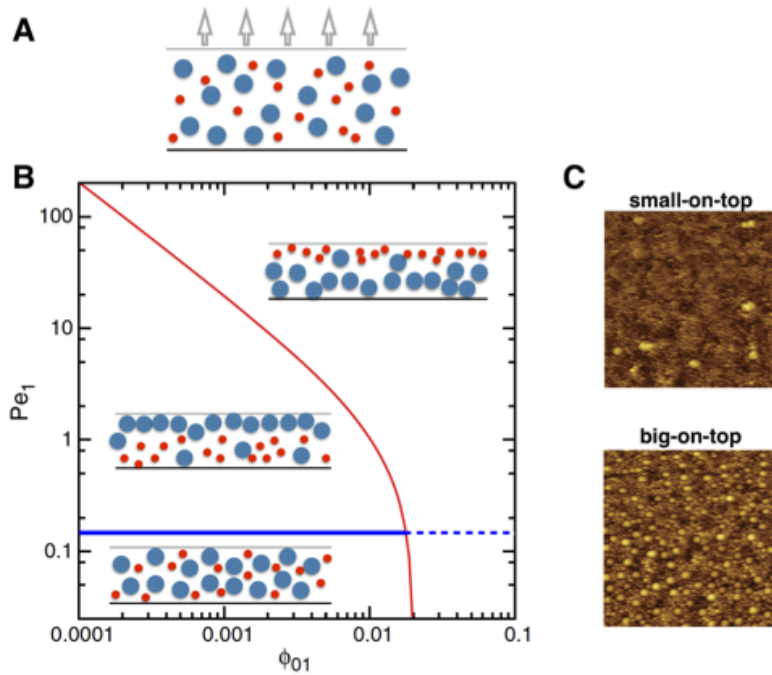 A
B
C
small-on-top
big-on-top
100
10
1
0.1
Pe₁
0.0001
0.001
0.01
0.1
ϕ₀₁